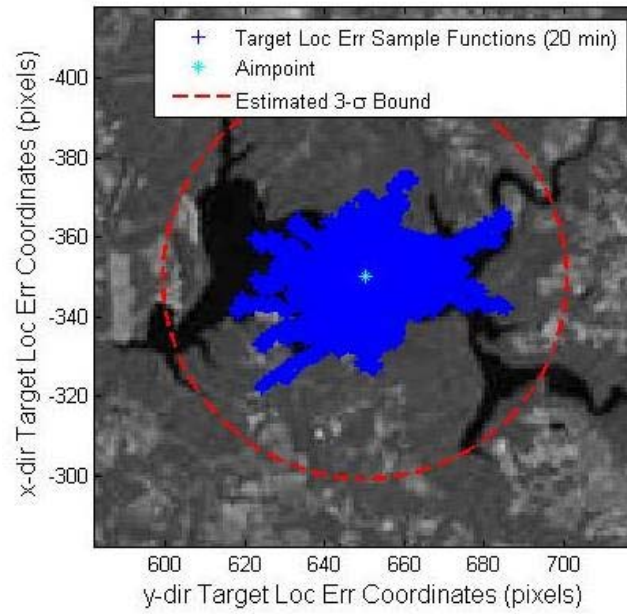 Target Loc Err Sample Functions (20 min)
Aimpoint
Estimated 3-σ Bound
x-dir Target Loc Err Coordinates (pixels)
-400
-380
-360
-340
-320
-300
600 620 640 660 680 700
y-dir Target Loc Err Coordinates (pixels)